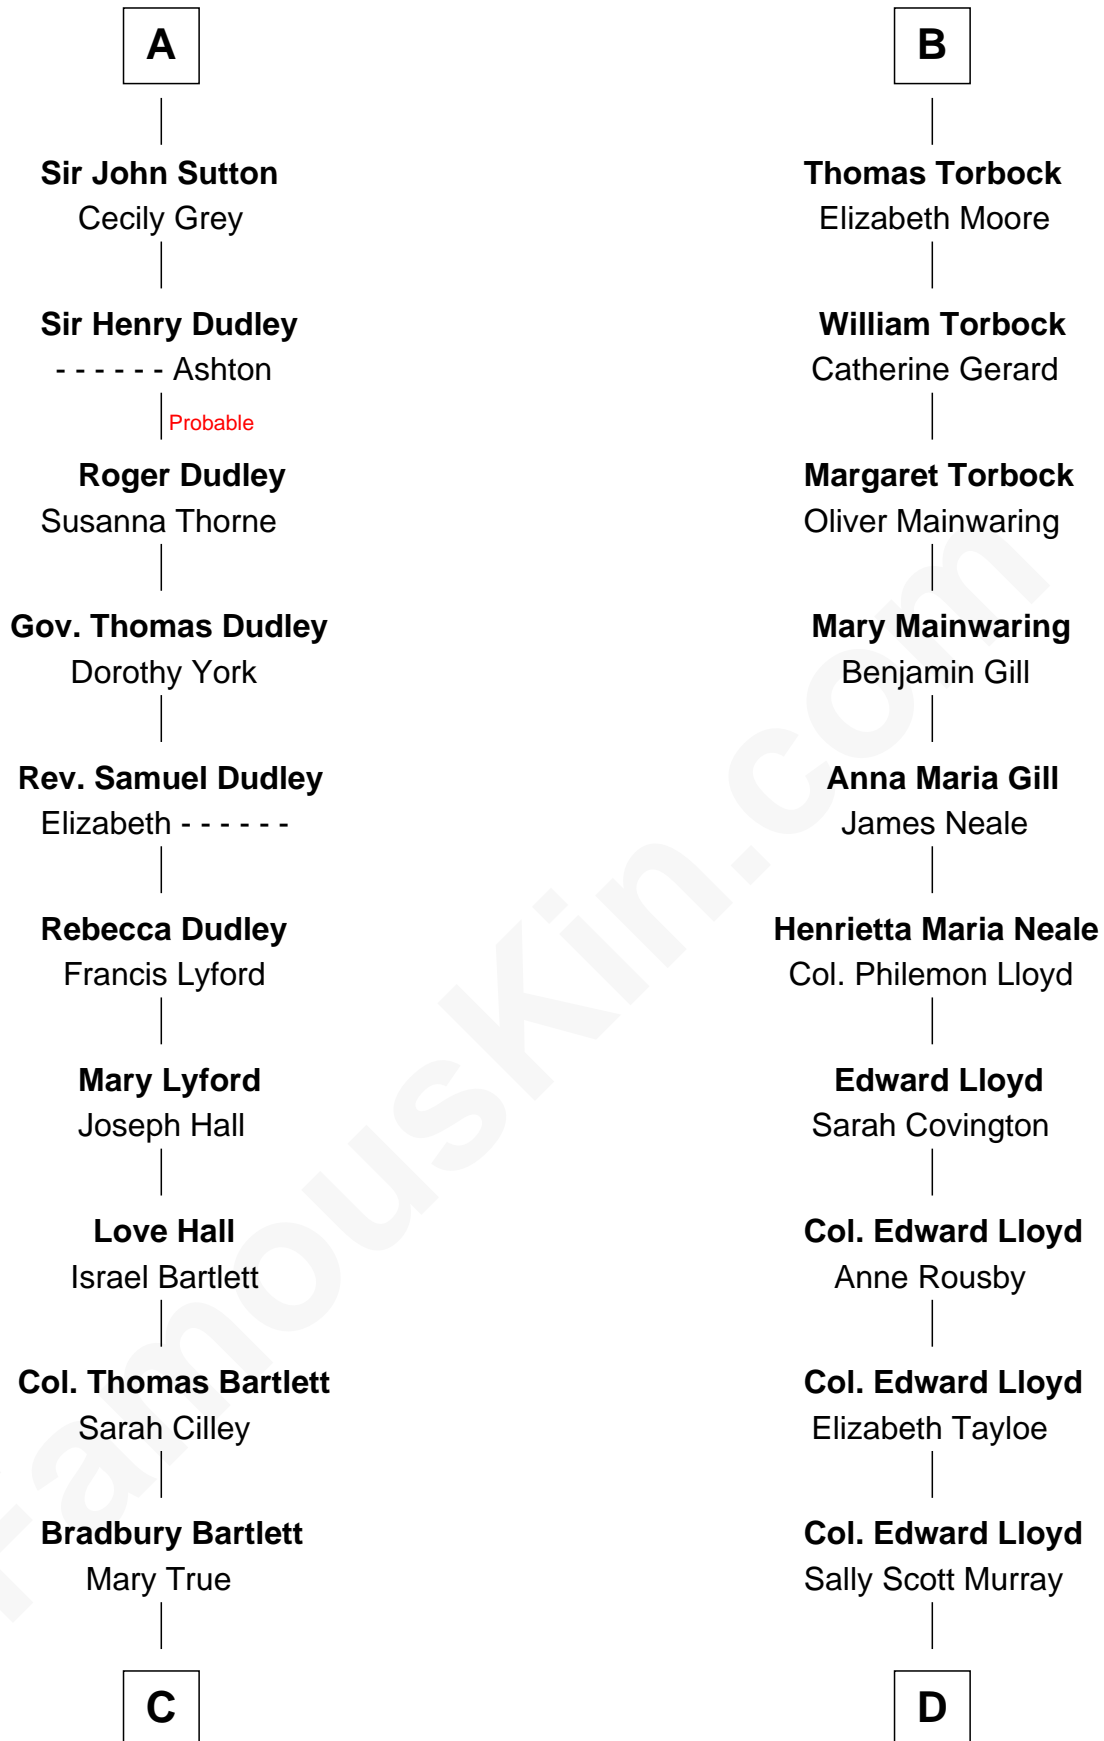 A
Sir John Sutton
Cecily Grey
Sir Henry Dudley
- - - - - - Ashton
Probable
Roger Dudley
Susanna Thorne
Gov. Thomas Dudley
Dorothy York
Rev. Samuel Dudley
Elizabeth - - - - - -
Rebecca Dudley
Francis Lyford
Mary Lyford
Joseph Hall
Love Hall
Israel Bartlett
Col. Thomas Bartlett
Sarah Cilley
Bradbury Bartlett
Mary True
C
B
Thomas Torbock
Elizabeth Moore
William Torbock
Catherine Gerard
Margaret Torbock
Oliver Mainwaring
Mary Mainwaring
Benjamin Gill
Anna Maria Gill
James Neale
Henrietta Maria Neale
Col. Philemon Lloyd
Edward Lloyd
Sarah Covington
Col. Edward Lloyd
Anne Rousby
Col. Edward Lloyd
Elizabeth Tayloe
Col. Edward Lloyd
Sally Scott Murray
D
FamousKin.com